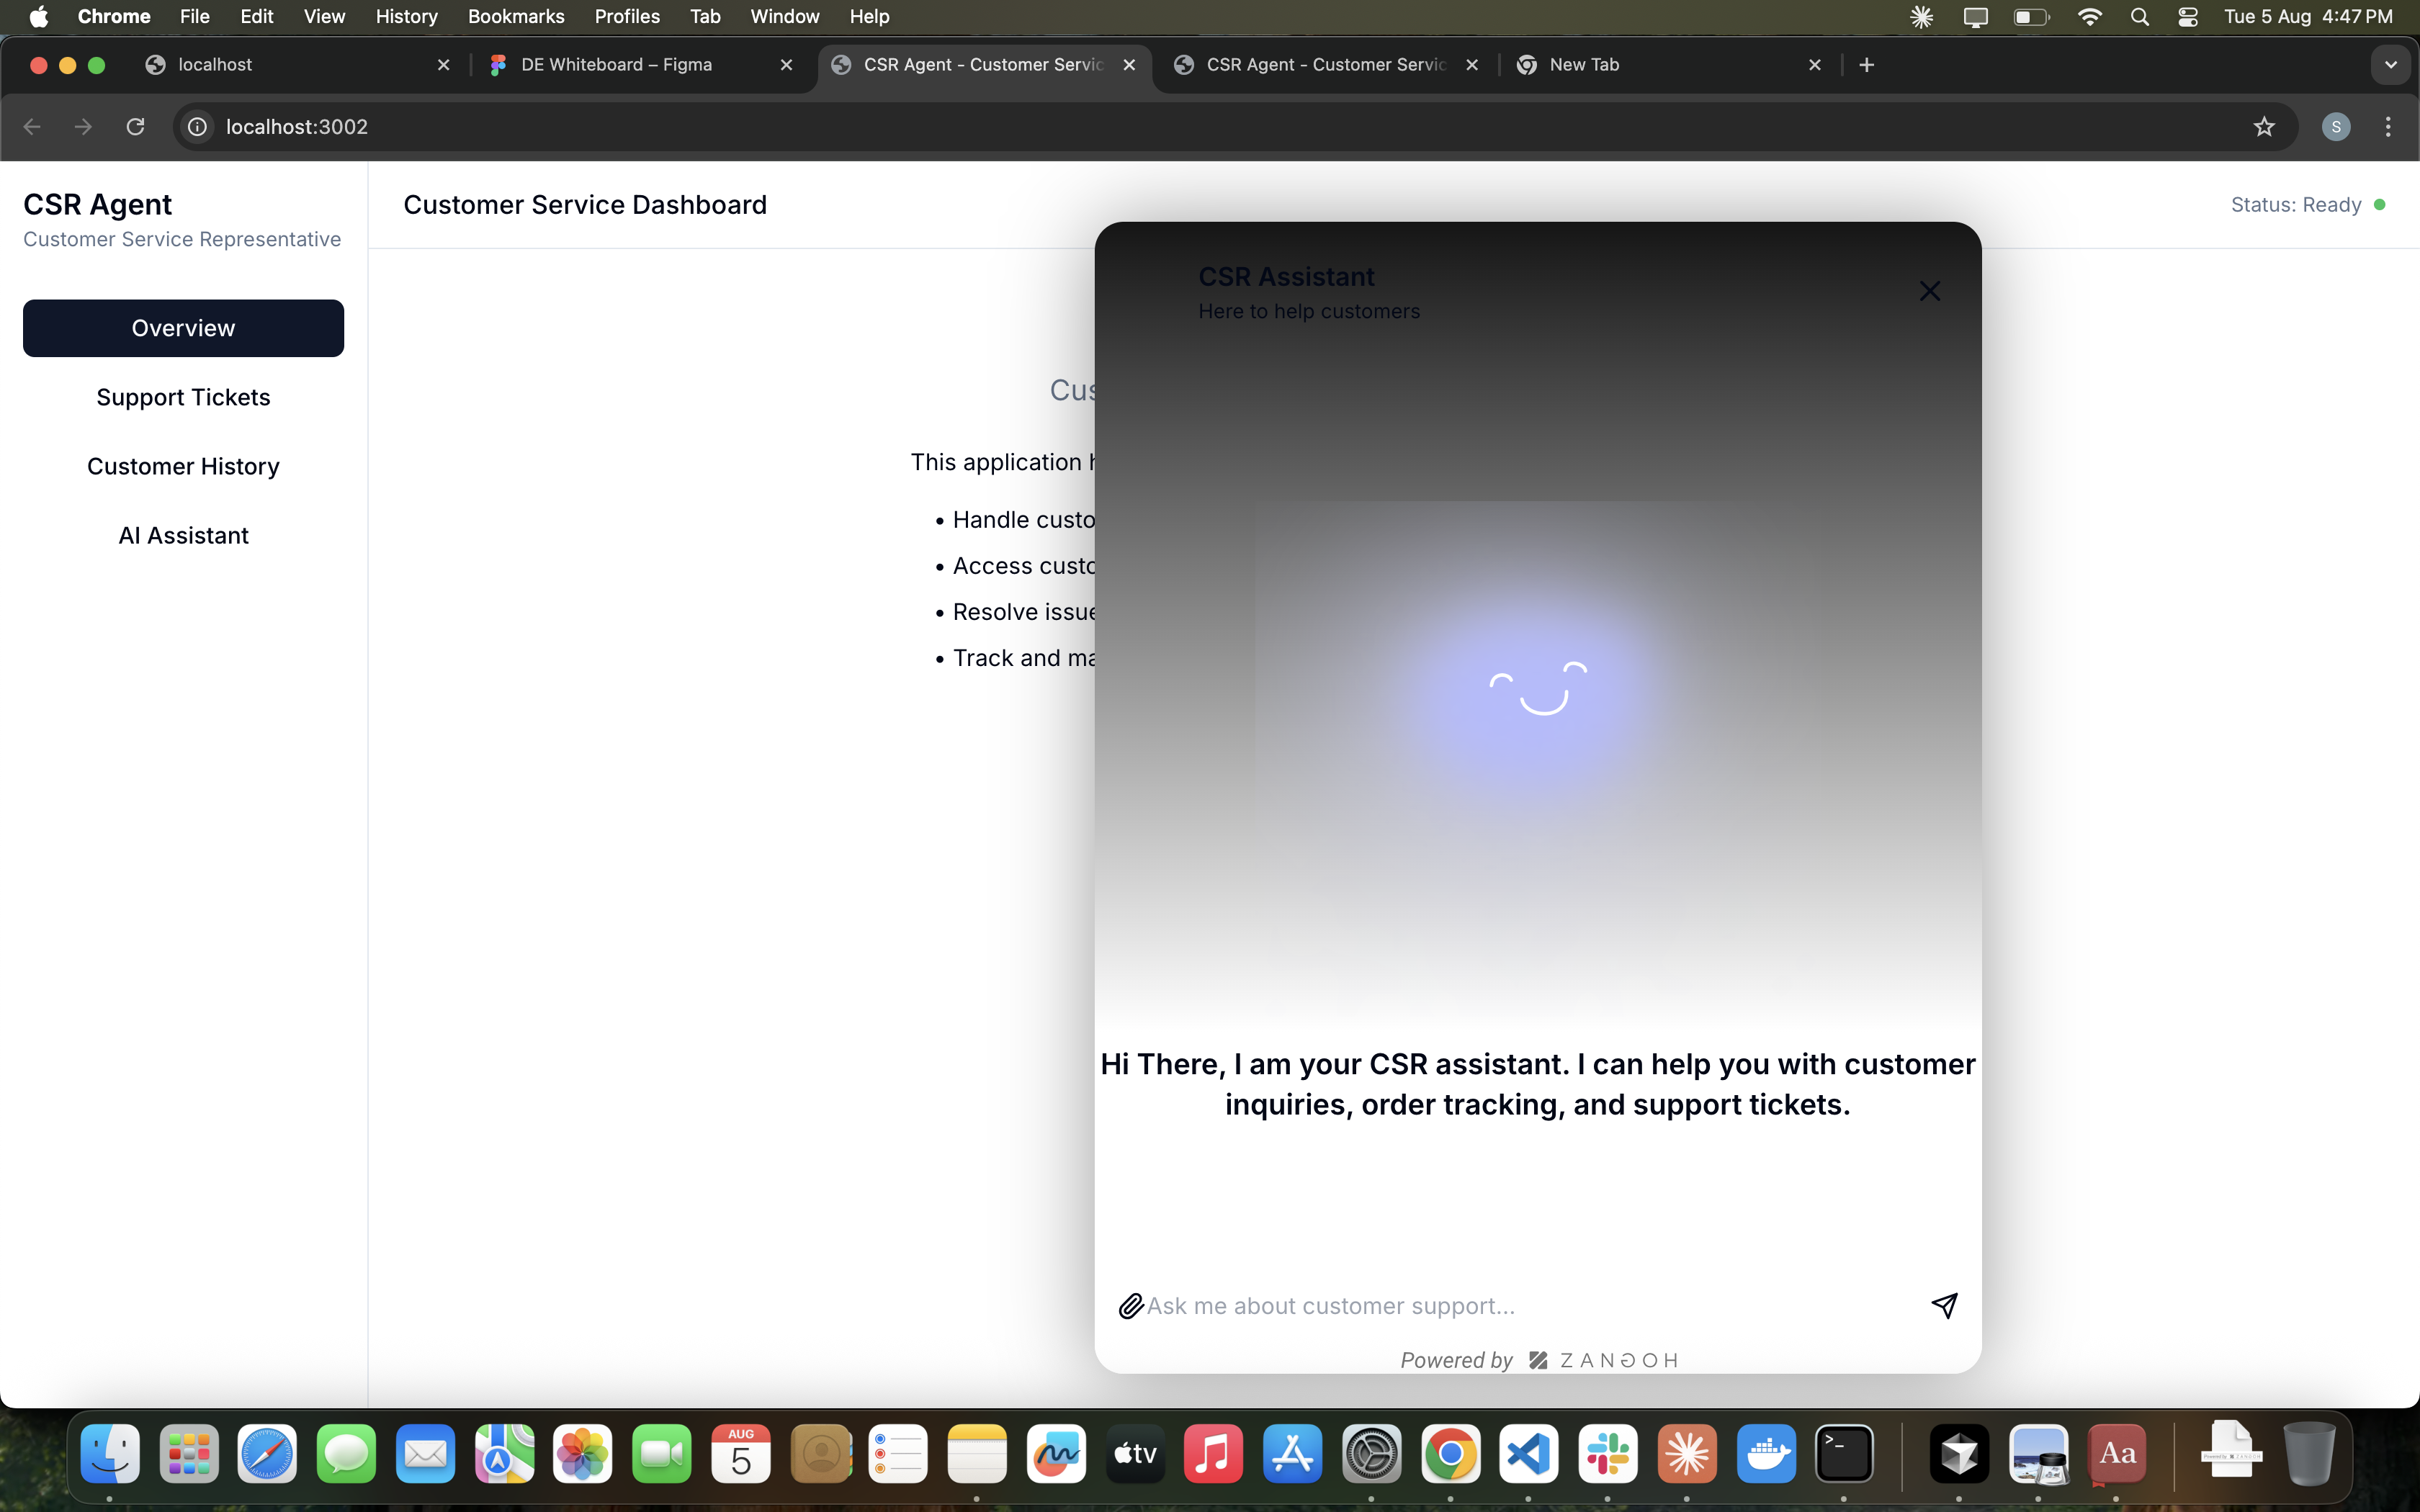 Chrome File Edit View History Bookmarks Profiles Tab Window Help Tue 5 Aug 4:47 PM
localhost DE Whiteboard – Figma CSR Agent - Customer Servic CSR Agent - Customer Servic New Tab
localhost:3002 S
CSR Agent
Customer Service Representative
Overview
Support Tickets
Customer History
AI Assistant
Customer Service Dashboard
Status: Ready
Cus
This application h
• Handle custo
• Access custo
• Resolve issue
• Track and ma
CSR Assistant
Here to help customers
Hi There, I am your CSR assistant. I can help you with customer
inquiries, order tracking, and support tickets.
Ask me about customer support...
Powered by ZANGOH
AUG
5
tv
>_
Aa